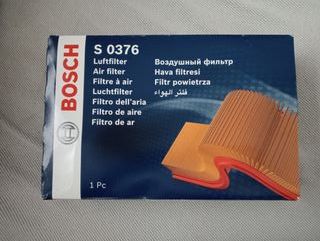 BOSCH
S 0376
Luftfilter
Air filter
Filtre à air
Luchtfilter
Filtro dell'aria
Filtro de aire
Filtro de ar
Воздушный фильтр
Hava filtresi
Filtr powietrza
فلتر الهواء
1 Pc